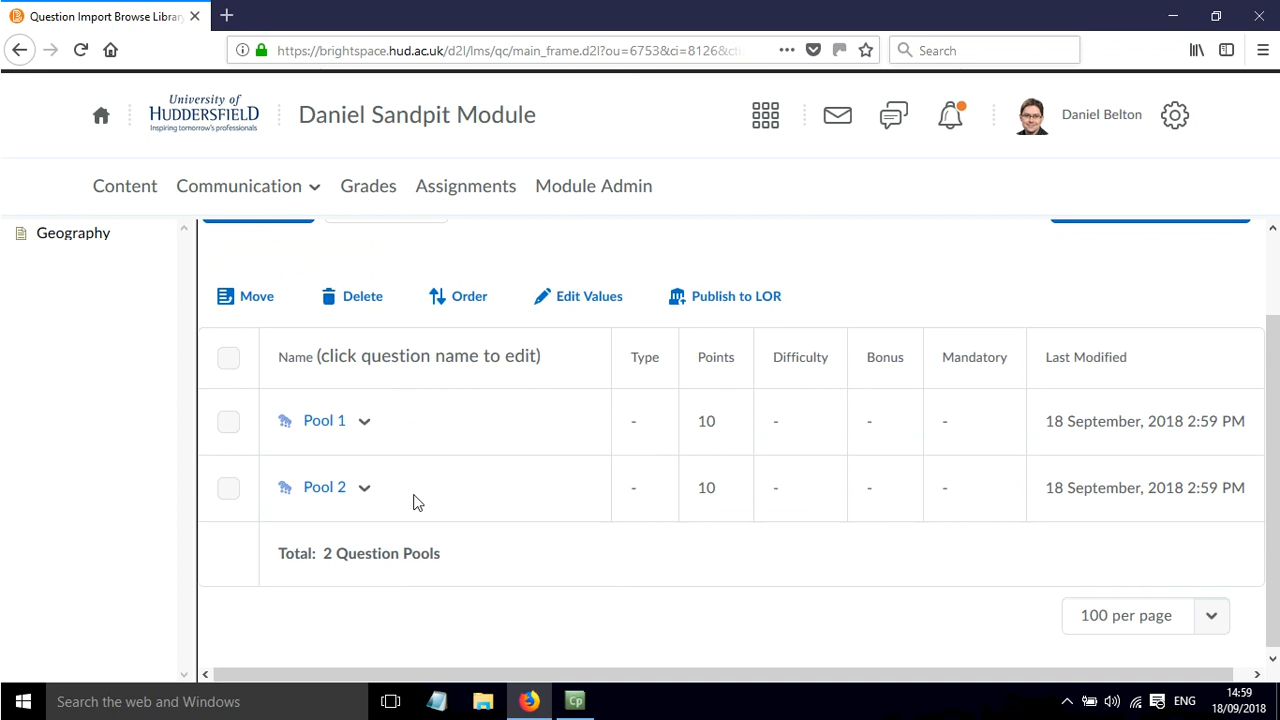 Question Import Browse Library
https://brightspace.hud.ac.uk/d2l/lms/qc/main_frame.d2l?ou=6753&ci=8126&ct
Search
University of
HUDDERSFIELD
Inspiring tomorrow's professionals
Daniel Sandpit Module
Daniel Belton
Content Communication Grades Assignments Module Admin
Geography
Move Delete Order Edit Values Publish to LOR
Name (click question name to edit) Type Points Difficulty Bonus Mandatory Last Modified
Pool 1 - 10 - - - 18 September, 2018 2:59 PM
Pool 2 - 10 - - - 18 September, 2018 2:59 PM
Total: 2 Question Pools
100 per page
Search the web and Windows
Cp
ENG
14:59
18/09/2018